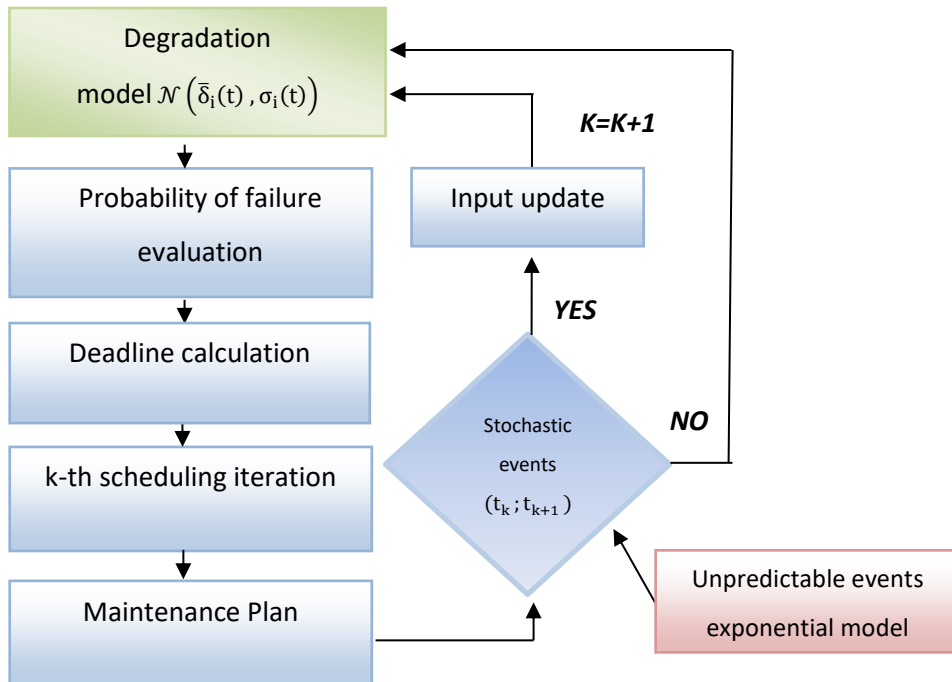 Degradation
model 𝒩 (δ̄ᵢ(t) , σᵢ(t))
Probability of failure
evaluation
Deadline calculation
k-th scheduling iteration
Maintenance Plan
K=K+1
Input update
YES
NO
Stochastic
events
(tₖ ; tₖ₊₁ )
Unpredictable events
exponential model